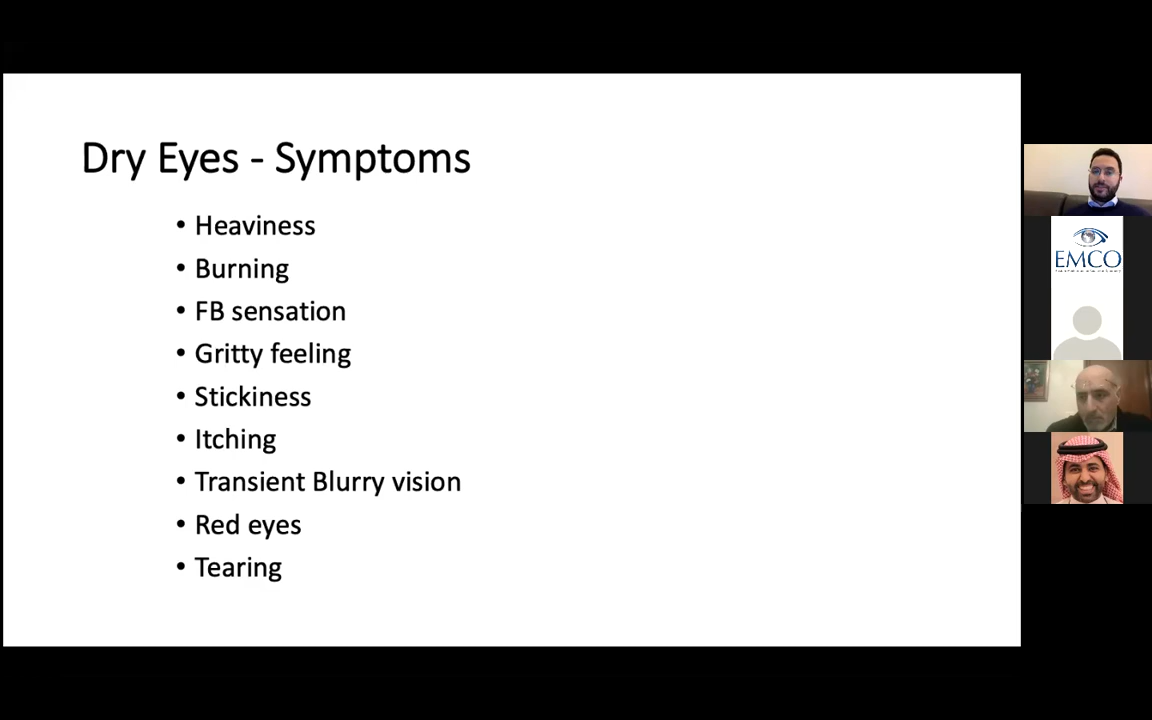 Dry Eyes - Symptoms
• Heaviness
• Burning
• FB sensation
• Gritty feeling
• Stickiness
• Itching
• Transient Blurry vision
• Red eyes
• Tearing
EMCO